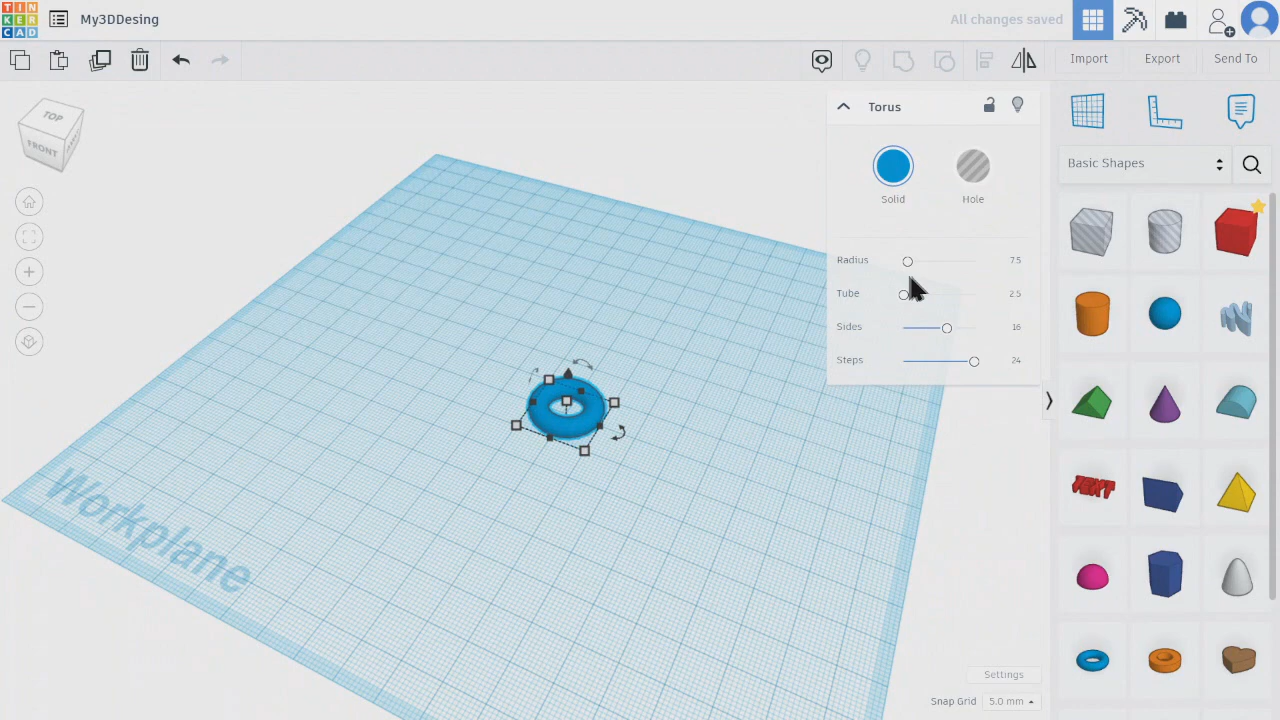 TIN
KER
CAD
My3DDesing
All changes saved
Import
Export
Send To
TOP
FRONT
Torus
Solid
Hole
Radius
7.5
Tube
2.5
Sides
16
Steps
24
Basic Shapes
TEXT
Workplane
Settings
Snap Grid
5.0 mm